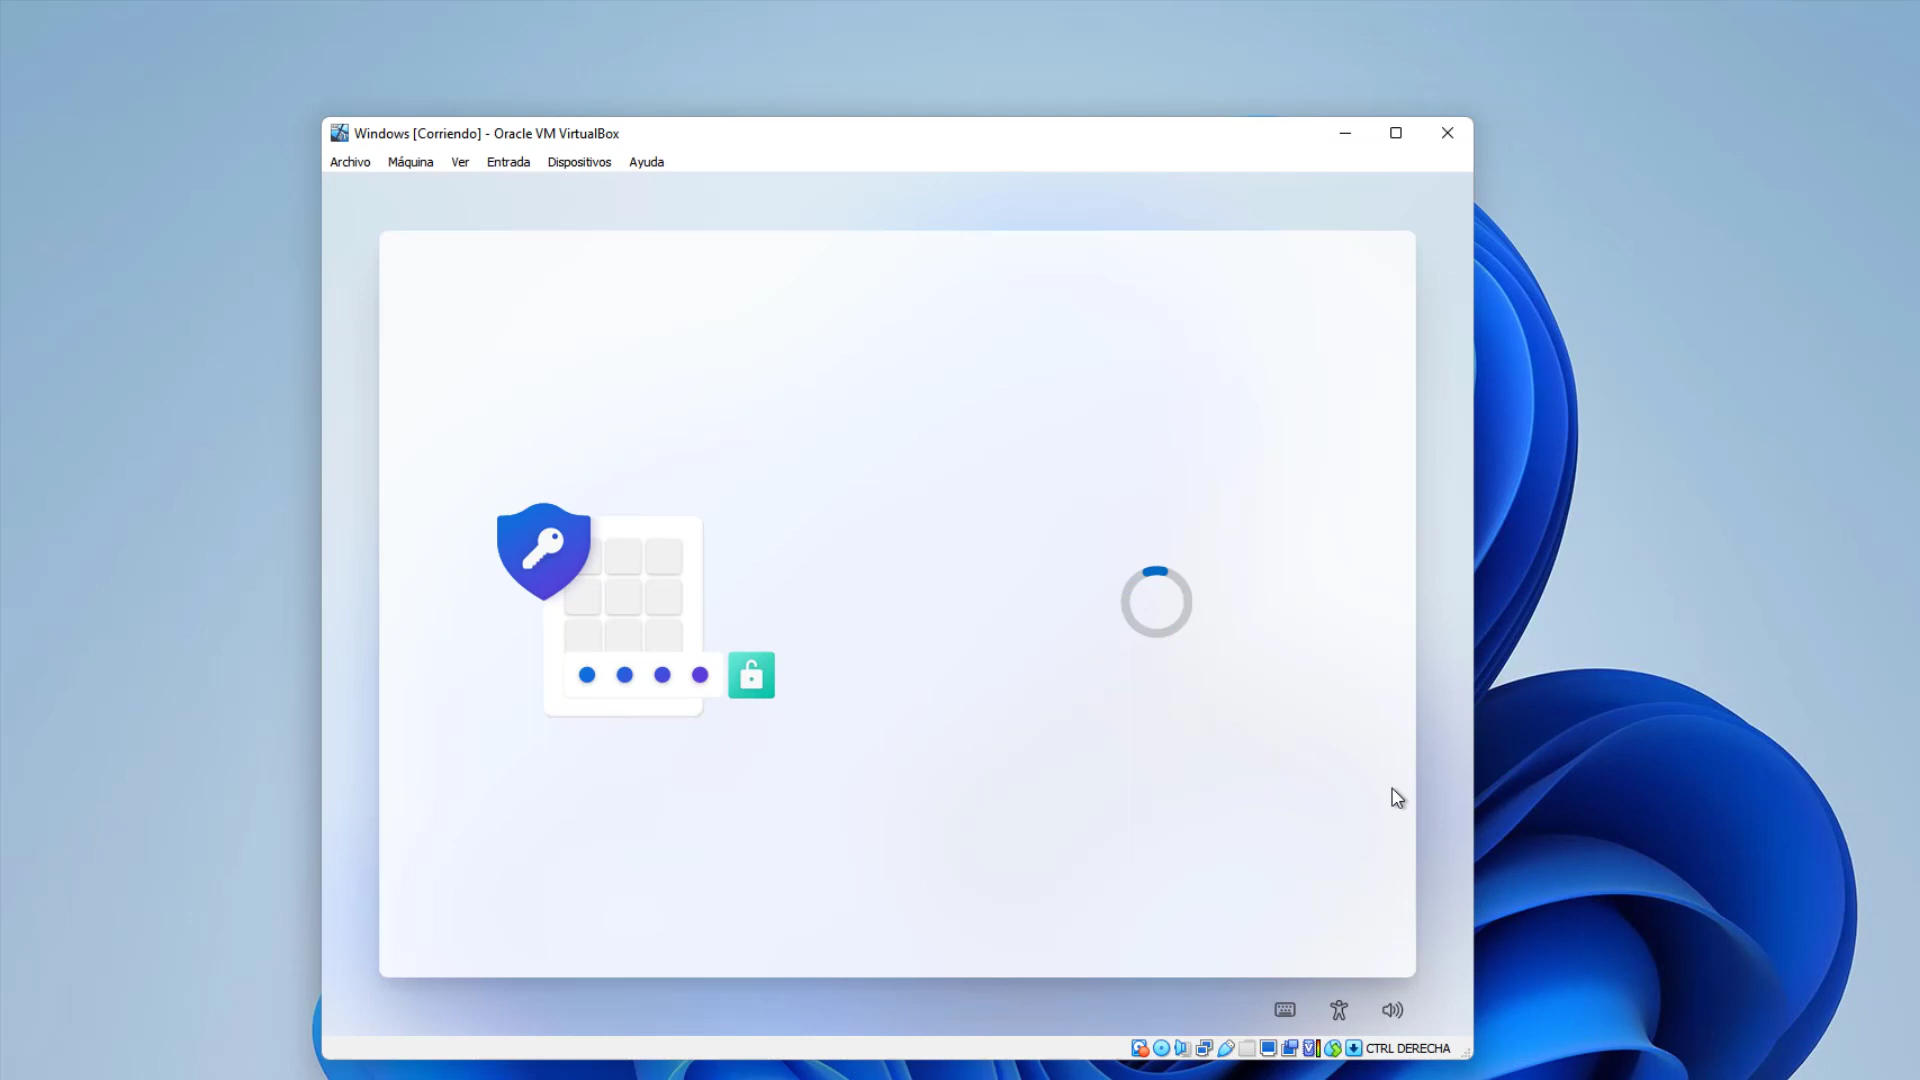 Windows [Corriendo] - Oracle VM VirtualBox
Archivo Máquina Ver Entrada Dispositivos Ayuda
CTRL DERECHA